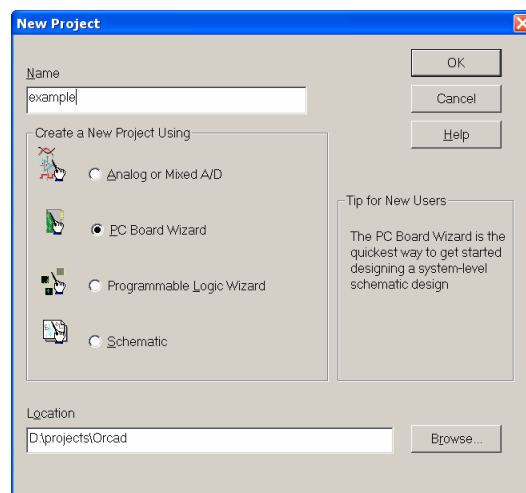 New Project
Name
example
OK
Cancel
Help
Create a New Project Using
Analog or Mixed A/D
PC Board Wizard
Programmable Logic Wizard
Schematic
Tip for New Users
The PC Board Wizard is the
quickest way to get started
designing a system-level
schematic design
Location
D:\projects\Orcad
Browse...